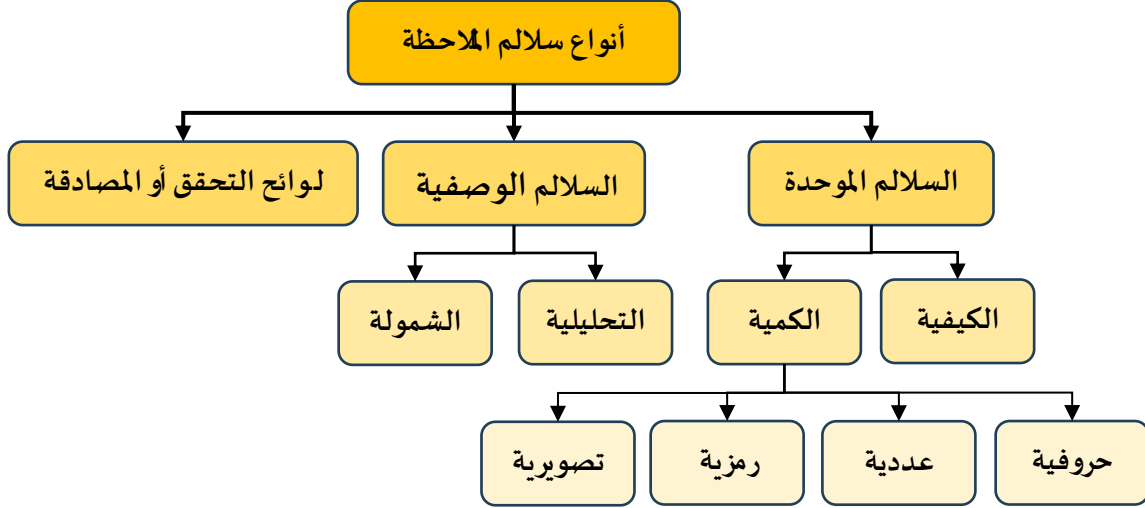 أنواع سلالم الملاحظة
السلالم الموحدة
السلالم الوصفية
لوائح التحقق أو المصادقة
الكيفية
الكمية
التحليلية
الشمولة
حروفية
عددية
رمزية
تصويرية